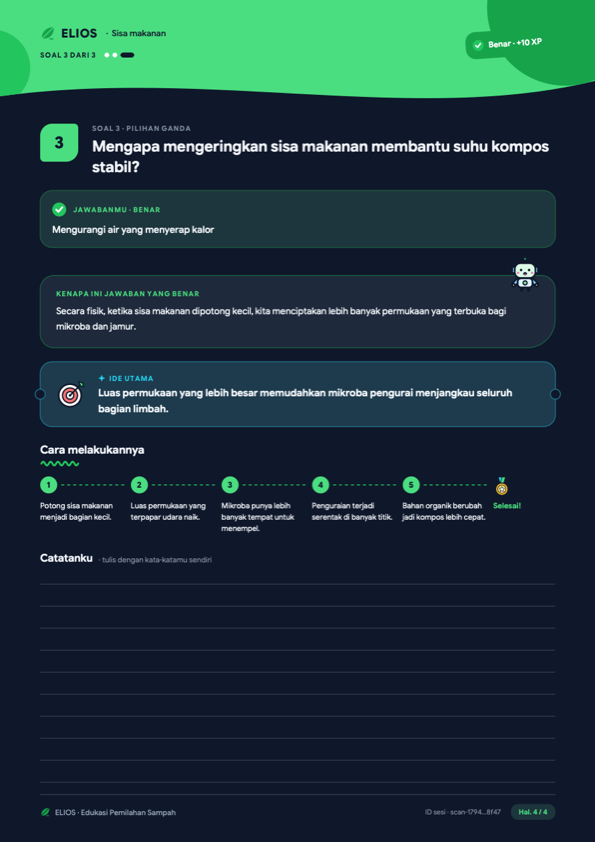 ELIOS · Sisa makanan
SOAL 3 DARI 3
Benar · +10 XP
3
SOAL 3 · PILIHAN GANDA
Mengapa mengeringkan sisa makanan membantu suhu kompos
stabil?
JAWABANMU · BENAR
Mengurangi air yang menyerap kalor
KENAPA INI JAWABAN YANG BENAR
Secara fisik, ketika sisa makanan dipotong kecil, kita menciptakan lebih banyak permukaan yang terbuka bagi
mikroba dan jamur.
IDE UTAMA
Luas permukaan yang lebih besar memudahkan mikroba pengurai menjangkau seluruh
bagian limbah.
Cara melakukannya
1
Potong sisa makanan
menjadi bagian kecil.
2
Luas permukaan yang
terpapar udara naik.
3
Mikroba punya lebih
banyak tempat untuk
menempel.
4
Penguraian terjadi
serentak di banyak titik.
5
Bahan organik berubah
jadi kompos lebih cepat.
Selesai!
Catatanku · tulis dengan kata-katamu sendiri
ELIOS · Edukasi Pemilahan Sampah
ID sesi · scan-1794...8f47
Hal. 4 / 4